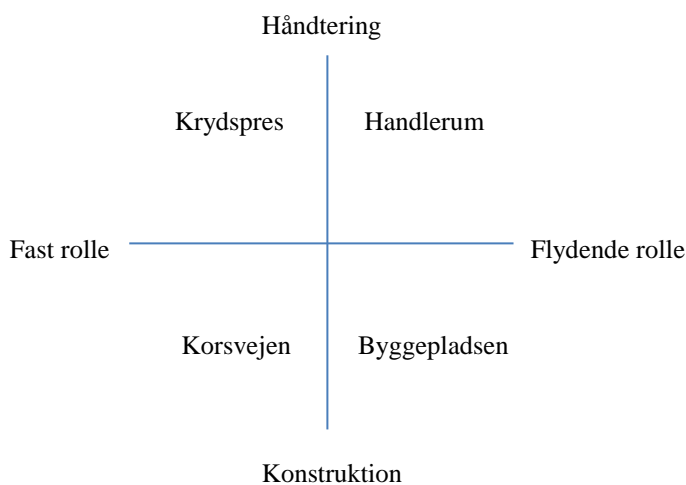 Håndtering
Krydspres Handlerum
Fast rolle Flydende rolle
Korsvejen Byggepladsen
Konstruktion